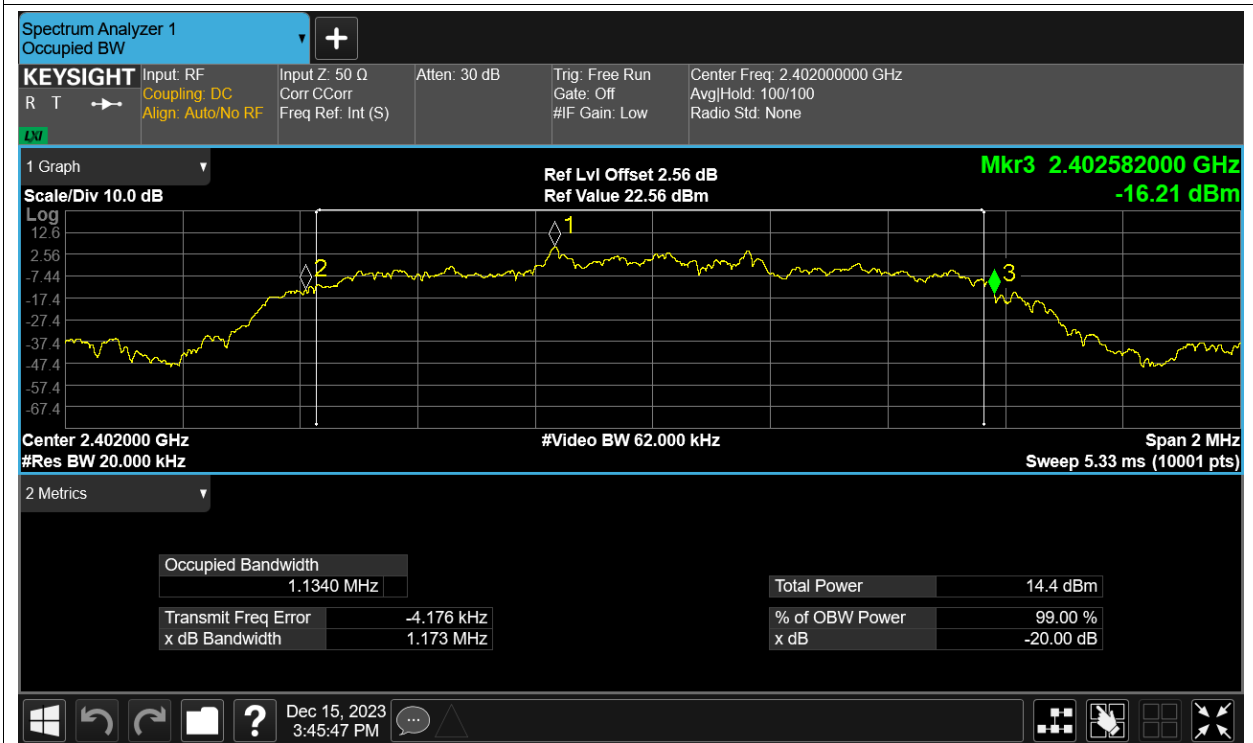 Spectrum Analyzer 1
Occupied BW
KEYSIGHT
R T
LXI
Input: RF
Coupling: DC
Align: Auto/No RF
Input Z: 50 Ω
Corr CCorr
Freq Ref: Int (S)
Atten: 30 dB
Trig: Free Run
Gate: Off
#IF Gain: Low
Center Freq: 2.402000000 GHz
Avg|Hold: 100/100
Radio Std: None
1 Graph
Scale/Div 10.0 dB
Ref Lvl Offset 2.56 dB
Ref Value 22.56 dBm
Mkr3 2.402582000 GHz
-16.21 dBm
Log
12.6
2.56
-7.44
-17.4
-27.4
-37.4
-47.4
-57.4
-67.4
1
2
3
Center 2.402000 GHz
#Video BW 62.000 kHz
Span 2 MHz
#Res BW 20.000 kHz
Sweep 5.33 ms (10001 pts)
2 Metrics
Occupied Bandwidth
1.1340 MHz
Transmit Freq Error -4.176 kHz
x dB Bandwidth 1.173 MHz
Total Power 14.4 dBm
% of OBW Power 99.00 %
x dB -20.00 dB
?
Dec 15, 2023
3:45:47 PM